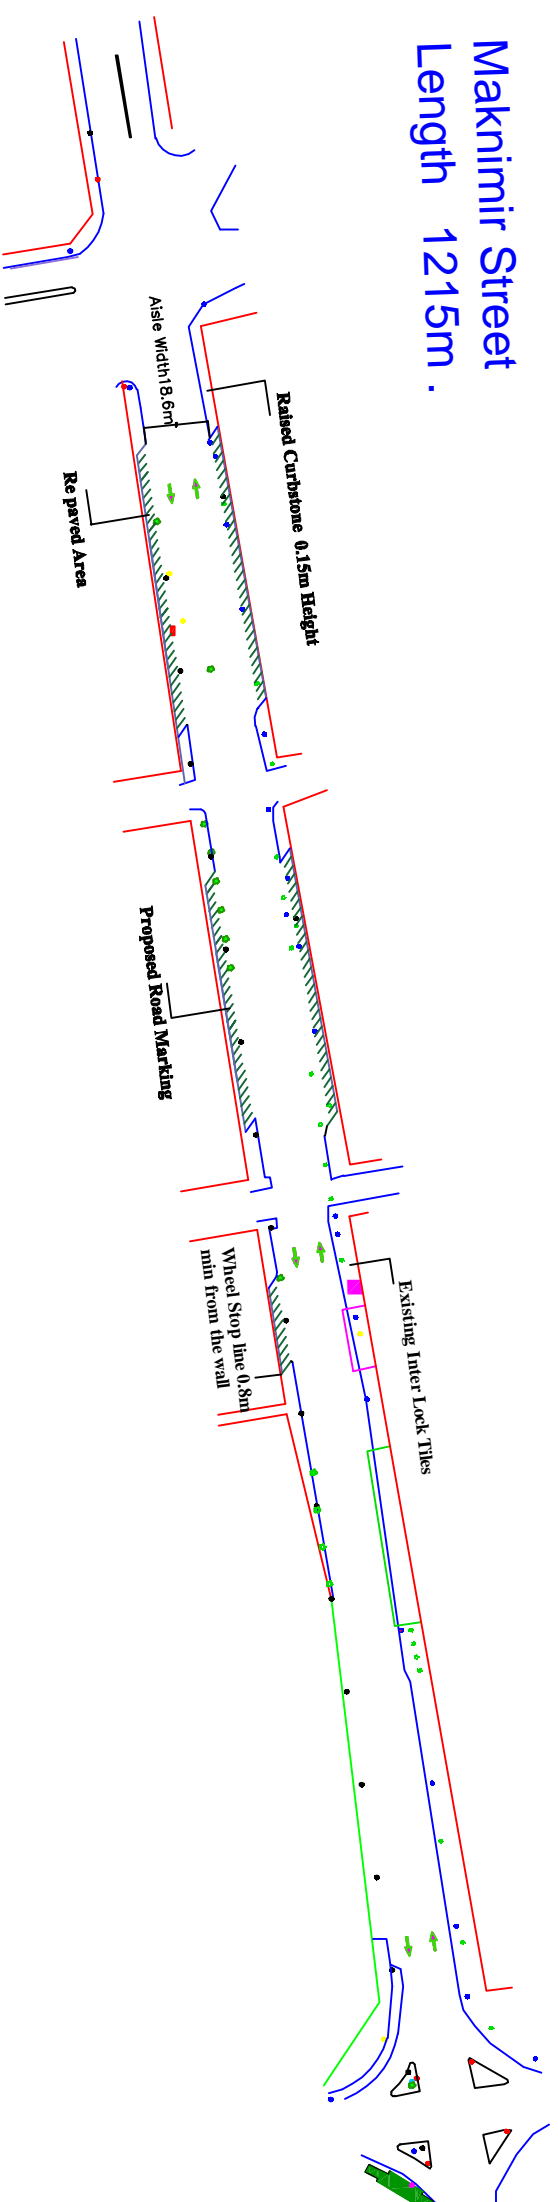 Maknimir Street
Length 1215m .
Aisle Width18.6m
Raised Curbstone 0.15m Height
Re paved Area
Proposed Road Marking
Wheel Stop line 0.8m
min from the wall
Existing Inter Lock Tiles